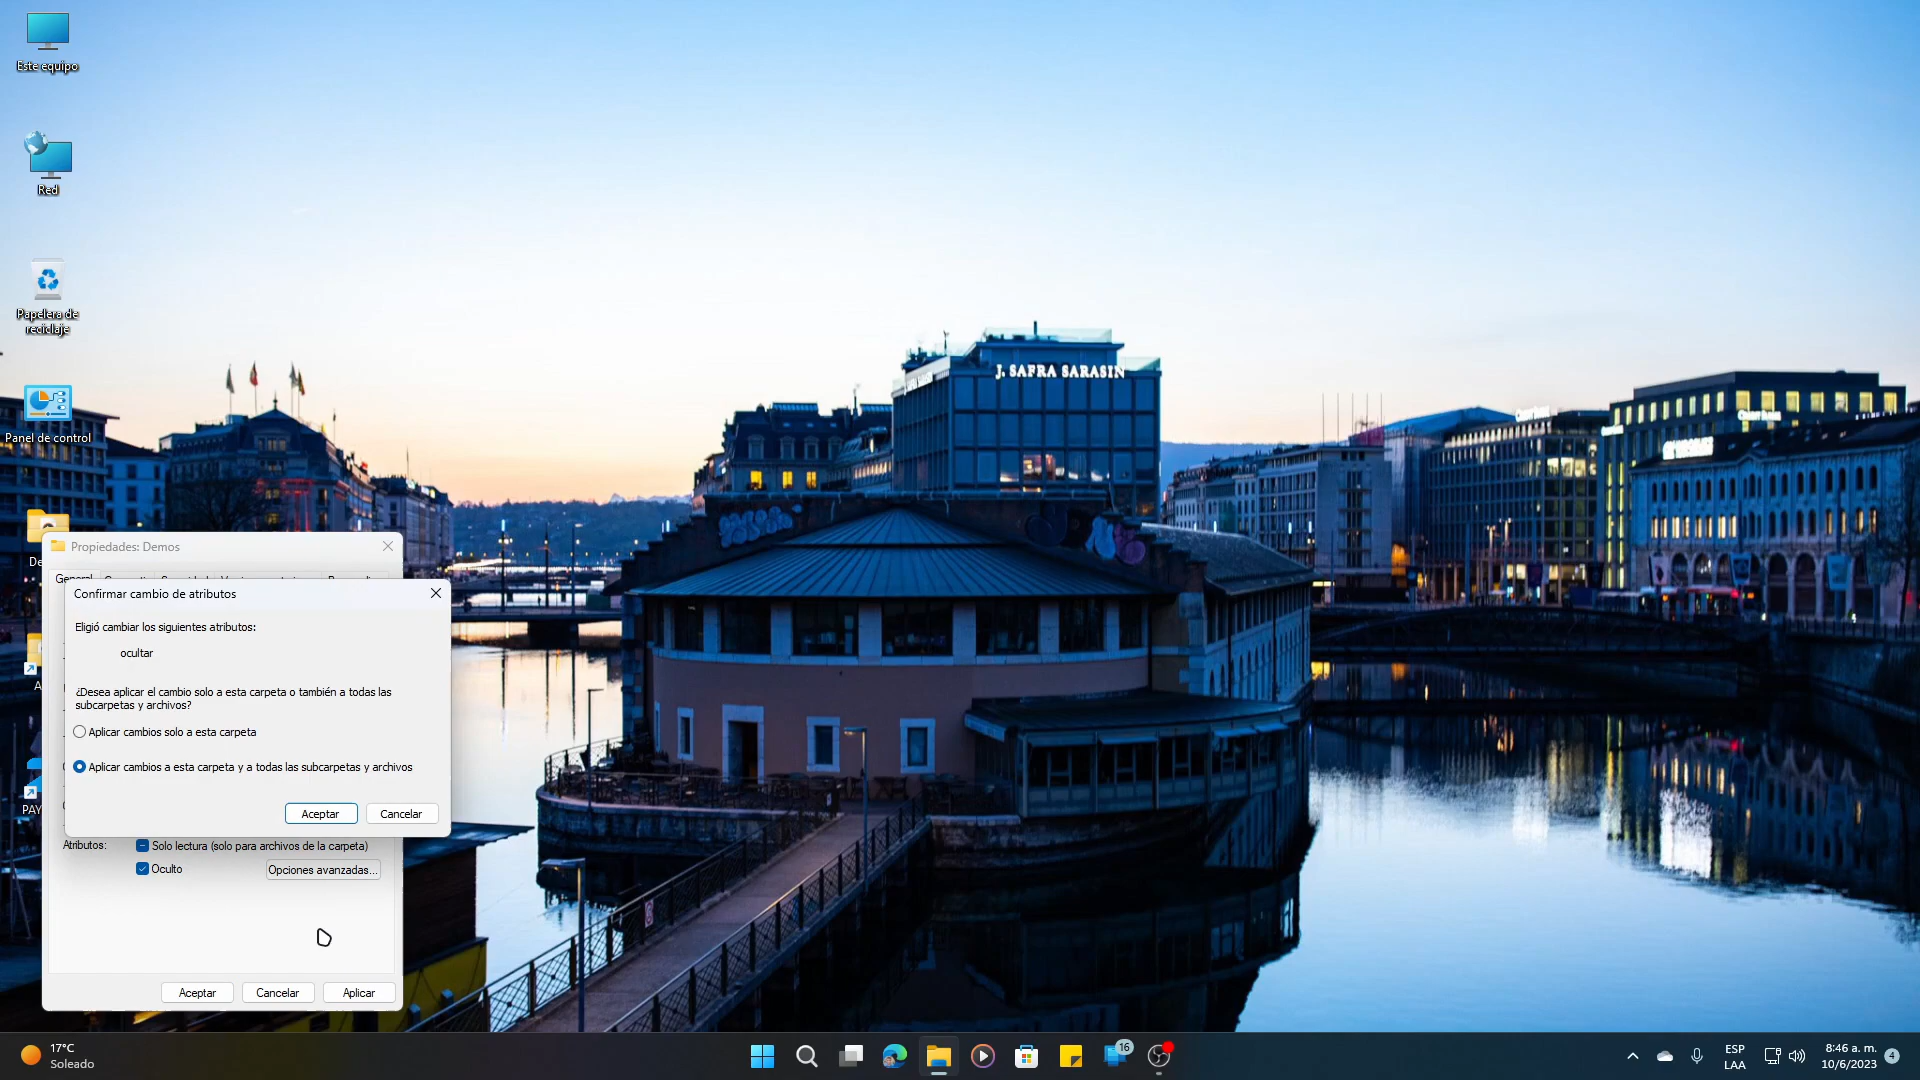 Este equipo
Red
Papelera de
reciclaje
Panel de control
J. SAFRA SARASIN
De
A
PAY
Propiedades: Demos
General
Confirmar cambio de atributos
Eligió cambiar los siguientes atributos:
ocultar
¿Desea aplicar el cambio solo a esta carpeta o también a todas las
subcarpetas y archivos?
Aplicar cambios solo a esta carpeta
Aplicar cambios a esta carpeta y a todas las subcarpetas y archivos
Aceptar
Cancelar
Atributos:
Solo lectura (solo para archivos de la carpeta)
Oculto
Opciones avanzadas...
Aceptar
Cancelar
Aplicar
17°C
Soleado
16
ESP
LAA
8:46 a. m.
10/6/2023
4